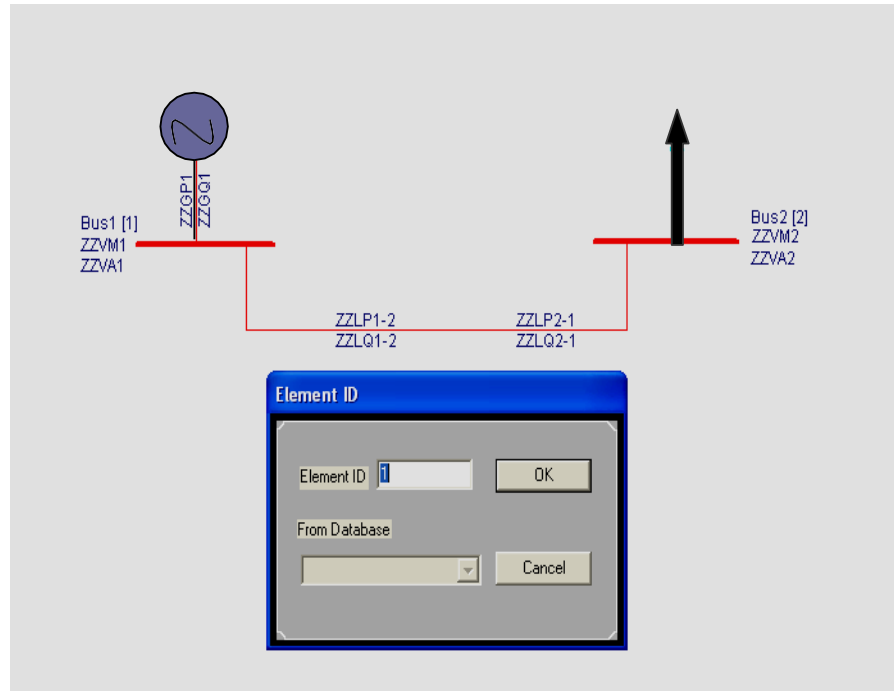 ZZGP1
ZZGQ1
Bus1 [1]
ZZVM1
ZZVA1
Bus2 [2]
ZZVM2
ZZVA2
ZZLP1-2
ZZLQ1-2
ZZLP2-1
ZZLQ2-1
Element ID
Element ID 1 OK
From Database
Cancel